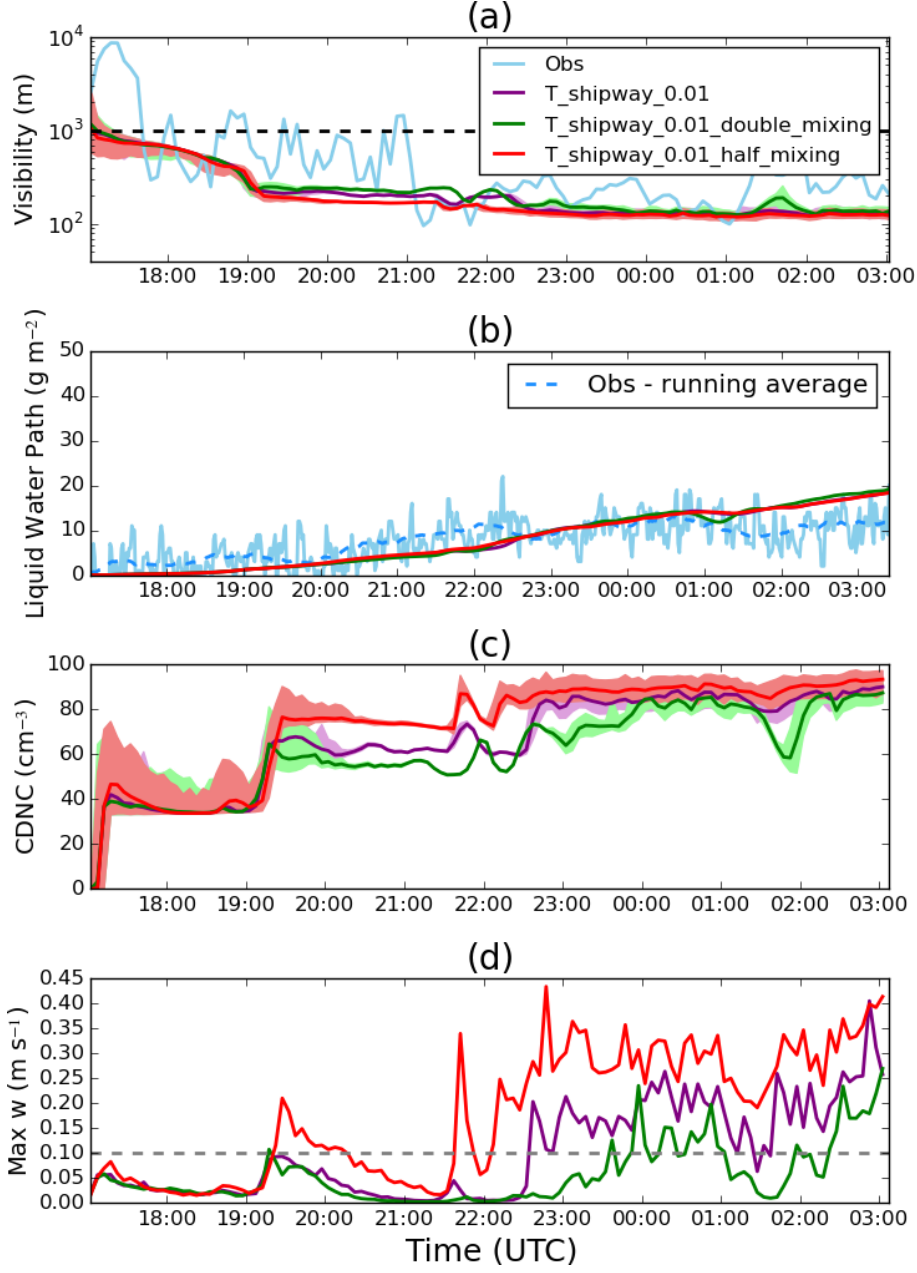 (a)
Visibility (m)
10⁴
10³
10²
Obs
T_shipway_0.01
T_shipway_0.01_double_mixing
T_shipway_0.01_half_mixing
18:00 19:00 20:00 21:00 22:00 23:00 00:00 01:00 02:00 03:00
(b)
Liquid Water Path (g m⁻²)
50
40
30
20
10
0
Obs - running average
18:00 19:00 20:00 21:00 22:00 23:00 00:00 01:00 02:00 03:00
(c)
CDNC (cm⁻³)
100
80
60
40
20
0
18:00 19:00 20:00 21:00 22:00 23:00 00:00 01:00 02:00 03:00
(d)
Max w (m s⁻¹)
0.45
0.40
0.35
0.30
0.25
0.20
0.15
0.10
0.05
0.00
18:00 19:00 20:00 21:00 22:00 23:00 00:00 01:00 02:00 03:00
Time (UTC)